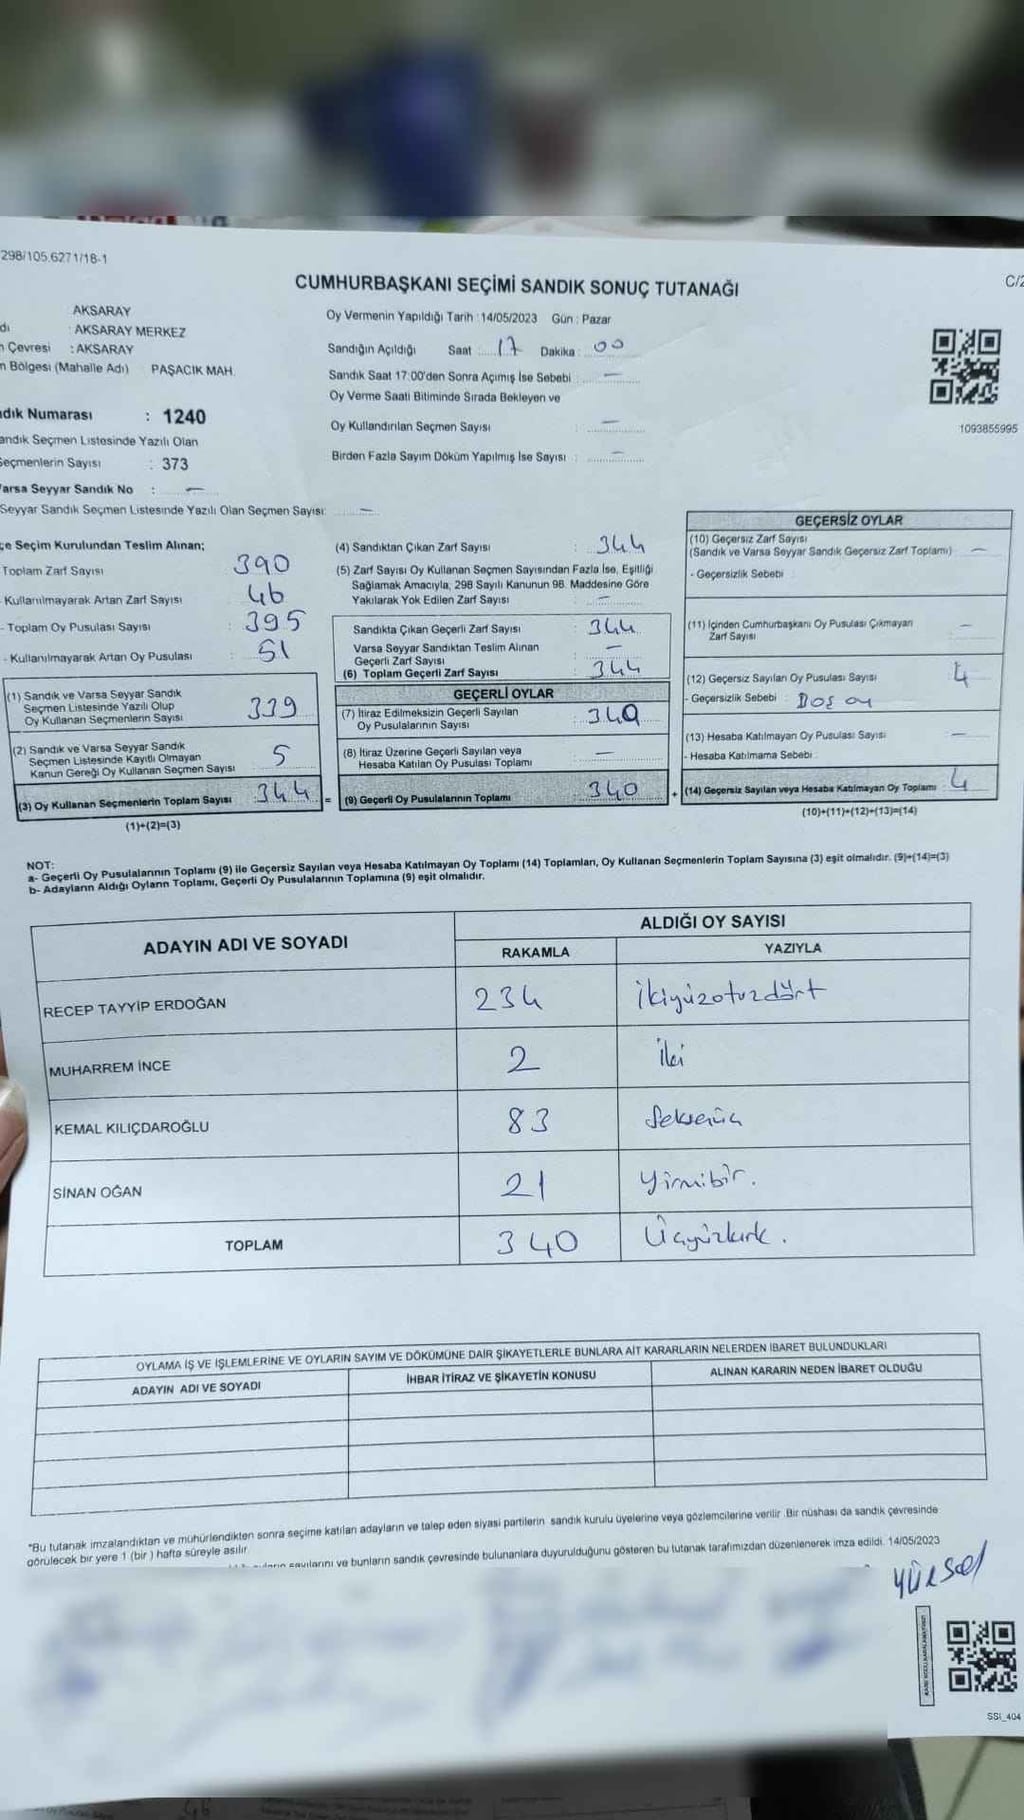 298/105.6271/18-1
CUMHURBAŞKANI SEÇİMİ SANDIK SONUÇ TUTANAĞI
C/2
AKSARAY
dı : AKSARAY MERKEZ
n Çevresi : AKSARAY
n Bölgesi (Mahalle Adı) PAŞACIK MAH.
Oy Vermenin Yapıldığı Tarih : 14/05/2023 Gün : Pazar
Sandığın Açıldığı Saat : 17 Dakika : 00
Sandık Saat 17:00'den Sonra Açımış İse Sebebi : —
Oy Verme Saati Bitiminde Sırada Bekleyen ve
Oy Kullandırılan Seçmen Sayısı : —
Birden Fazla Sayım Döküm Yapılmış İse Sayısı : —
1093855995
ndık Numarası : 1240
andık Seçmen Listesinde Yazılı Olan
Seçmenlerin Sayısı : 373
Varsa Seyyar Sandık No : —
Seyyar Sandık Seçmen Listesinde Yazılı Olan Seçmen Sayısı: —
çe Seçim Kurulundan Teslim Alınan;
Toplam Zarf Sayısı 390
Kullanılmayarak Artan Zarf Sayısı 46
- Toplam Oy Pusulası Sayısı : 395
- Kullanılmayarak Artan Oy Pusulası : 51
(1) Sandık ve Varsa Seyyar Sandık
Seçmen Listesinde Yazılı Olup
Oy Kullanan Seçmenlerin Sayısı 339
(2) Sandık ve Varsa Seyyar Sandık
Seçmen Listesinde Kayıtlı Olmayan
Kanun Gereği Oy Kullanan Seçmen Sayısı 5
(3) Oy Kullanan Seçmenlerin Toplam Sayısı 344 =
(1)+(2)=(3)
(4) Sandıktan Çıkan Zarf Sayısı : 344
(5) Zarf Sayısı Oy Kullanan Seçmen Sayısından Fazla İse, Eşitliği
Sağlamak Amacıyla, 298 Sayılı Kanunun 98. Maddesine Göre
Yakılarak Yok Edilen Zarf Sayısı : —
Sandıkta Çıkan Geçerli Zarf Sayısı : 344
Varsa Seyyar Sandıktan Teslim Alınan
Geçerli Zarf Sayısı : —
(6) Toplam Geçerli Zarf Sayısı 344
GEÇERLİ OYLAR
(7) İtiraz Edilmeksizin Geçerli Sayılan
Oy Pusulalarının Sayısı : 340
(8) İtiraz Üzerine Geçerli Sayılan veya
Hesaba Katılan Oy Pusulası Toplamı : —
(9) Geçerli Oy Pusulalarının Toplamı 340 +
GEÇERSİZ OYLAR
(10) Geçersiz Zarf Sayısı
(Sandık ve Varsa Seyyar Sandık Geçersiz Zarf Toplamı) —
- Geçersizlik Sebebi :
(11) İçinden Cumhurbaşkanı Oy Pusulası Çıkmayan
Zarf Sayısı —
(12) Geçersiz Sayılan Oy Pusulası Sayısı : 4
- Geçersizlik Sebebi :
(13) Hesaba Katılmayan Oy Pusulası Sayısı : —
- Hesaba Katılmama Sebebi :
(14) Geçersiz Sayılan veya Hesaba Katılmayan Oy Toplamı : 4
(10)+(11)+(12)+(13)=(14)
NOT:
a- Geçerli Oy Pusulalarının Toplamı (9) ile Geçersiz Sayılan veya Hesaba Katılmayan Oy Toplamı (14) Toplamları, Oy Kullanan Seçmenlerin Toplam Sayısına (3) eşit olmalıdır. (9)+(14)=(3)
b- Adayların Aldığı Oyların Toplamı, Geçerli Oy Pusulalarının Toplamına (9) eşit olmalıdır.
ADAYIN ADI VE SOYADI
ALDIĞI OY SAYISI
RAKAMLA YAZIYLA
RECEP TAYYİP ERDOĞAN 234 ikiyüzotuzdört
MUHARREM İNCE 2 iki
KEMAL KILIÇDAROĞLU 83 Seksenüç
SİNAN OĞAN 21 Yirmibir.
TOPLAM 340 Üçyüzkırk.
OYLAMA İŞ VE İŞLEMLERİNE VE OYLARIN SAYIM VE DÖKÜMÜNE DAİR ŞİKAYETLERLE BUNLARA AİT KARARLARIN NELERDEN İBARET BULUNDUKLARI
ADAYIN ADI VE SOYADI İHBAR İTİRAZ VE ŞİKAYETİN KONUSU ALINAN KARARIN NEDEN İBARET OLDUĞU
*Bu tutanak imzalandıktan ve mühürlendikten sonra seçime katılan adayların ve talep eden siyasi partilerin sandık kurulu üyelerine veya gözlemcilerine verilir. Bir nüshası da sandık çevresinde
görülecek bir yere 1 (bir ) hafta süreyle asılır.
sayılarını ve bunların sandık çevresinde bulunanlara duyurulduğunu gösteren bu tutanak tarafımızdan düzenlenerek imza edildi. 14/05/2023
YÜKSEL
SSI_404